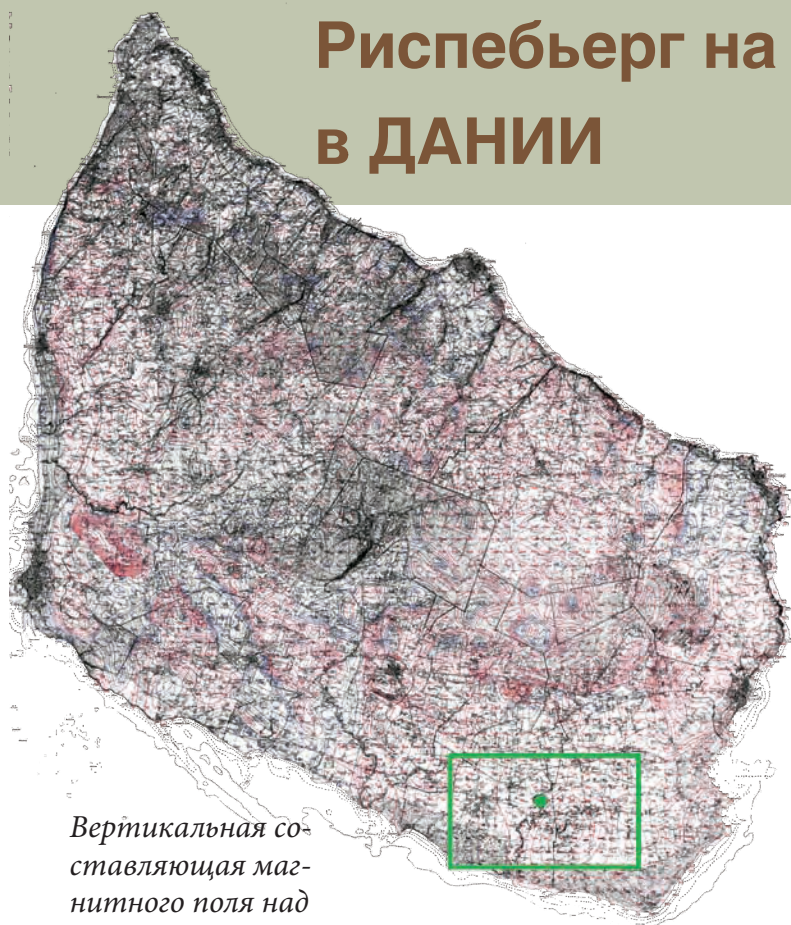 Риспебьерг на
в ДАНИИ
Вертикальная со-
ставляющая маг-
нитного поля над